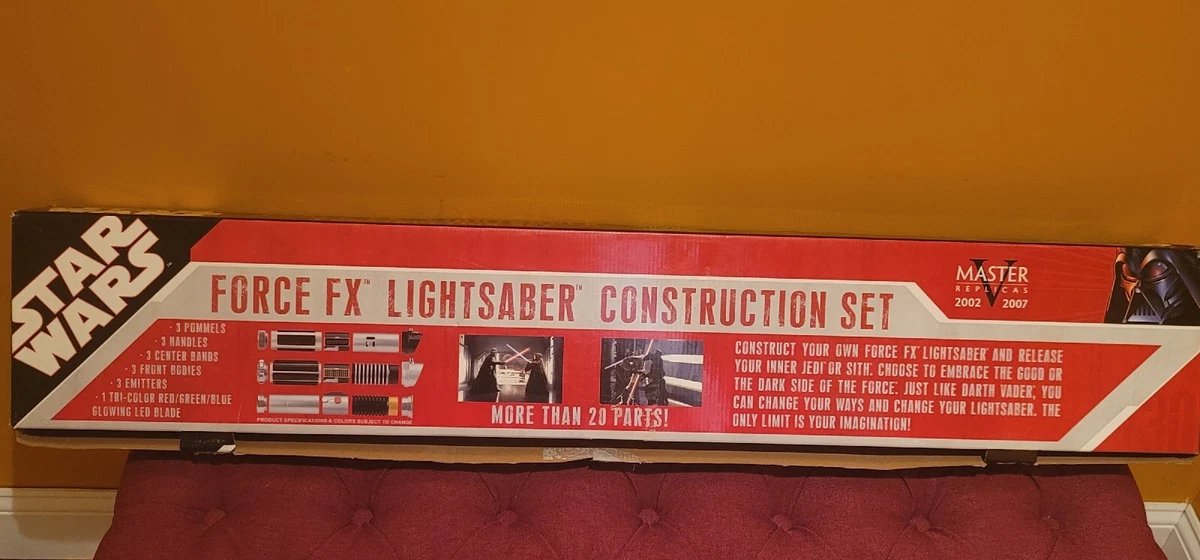 STAR
WARS™
FORCE FX™ LIGHTSABER™ CONSTRUCTION SET
· 3 POMMELS
· 3 HANDLES
· 3 CENTER BANDS
· 3 FRONT BODIES
· 3 EMITTERS
· 1 TRI-COLOR RED/GREEN/BLUE
GLOWING LED BLADE
PRODUCT SPECIFICATIONS & COLORS SUBJECT TO CHANGE
MORE THAN 20 PARTS!
CONSTRUCT YOUR OWN FORCE FX® LIGHTSABER® AND RELEASE
YOUR INNER JEDI® OR SITH. CHOOSE TO EMBRACE THE GOOD OR
THE DARK SIDE OF THE FORCE. JUST LIKE DARTH VADER®, YOU
CAN CHANGE YOUR WAYS AND CHANGE YOUR LIGHTSABER. THE
ONLY LIMIT IS YOUR IMAGINATION!
V
MASTER
REPLICAS
2002 2007